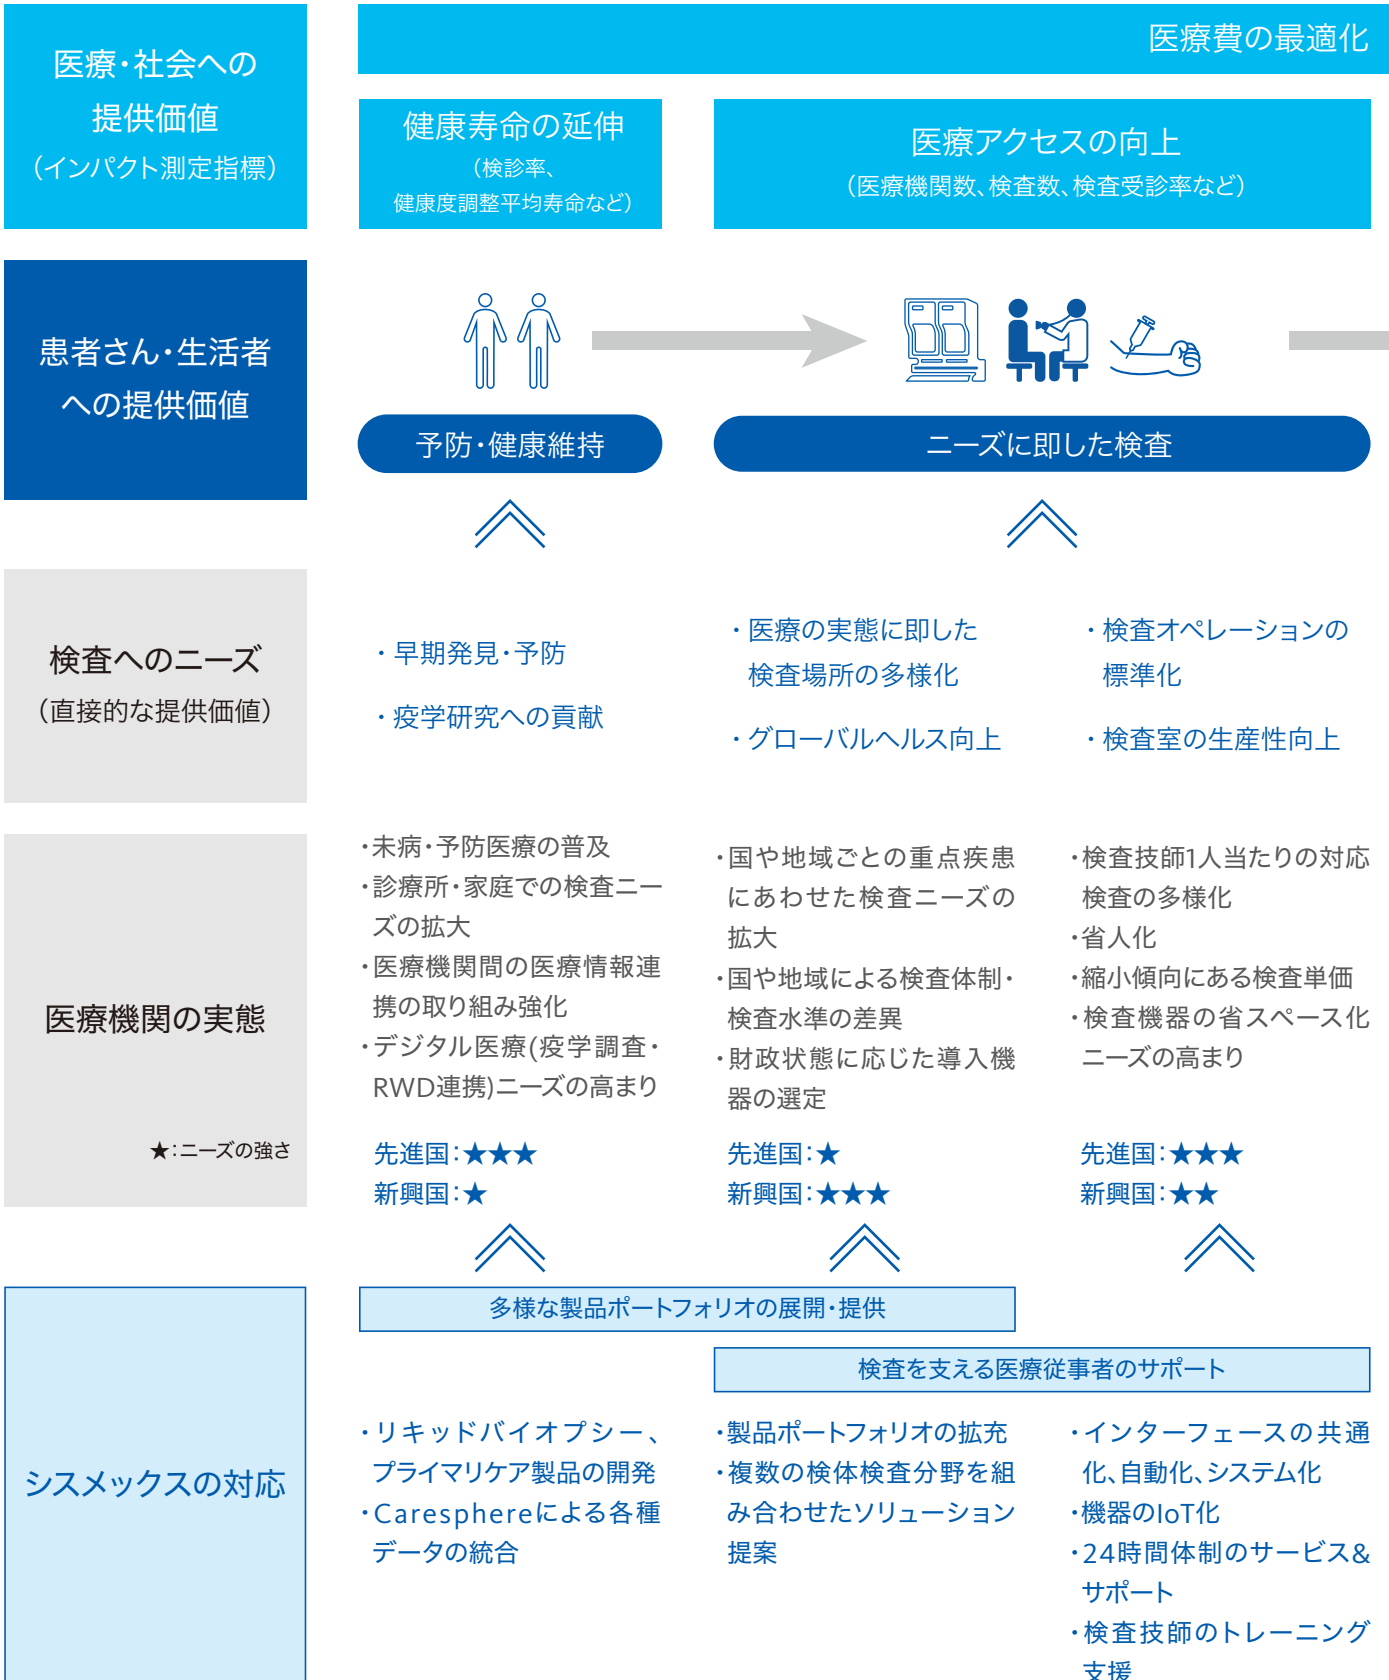 医療・社会への
提供価値
（インパクト測定指標）
医療費の最適化
健康寿命の延伸
（検診率、
健康度調整平均寿命など）
医療アクセスの向上
（医療機関数、検査数、検査受診率など）
患者さん・生活者
への提供価値
予防・健康維持
ニーズに即した検査
検査へのニーズ
（直接的な提供価値）
・早期発見・予防
・疫学研究への貢献
・医療の実態に即した
検査場所の多様化
・グローバルヘルス向上
・検査オペレーションの
標準化
・検査室の生産性向上
医療機関の実態
★：ニーズの強さ
・未病・予防医療の普及
・診療所・家庭での検査ニー
ズの拡大
・医療機関間の医療情報連
携の取り組み強化
・デジタル医療(疫学調査・
RWD連携)ニーズの高まり
先進国：★★★
新興国：★
・国や地域ごとの重点疾患
にあわせた検査ニーズの
拡大
・国や地域による検査体制・
検査水準の差異
・財政状態に応じた導入機
器の選定
先進国：★
新興国：★★★
・検査技師1人当たりの対応
検査の多様化
・省人化
・縮小傾向にある検査単価
・検査機器の省スペース化
ニーズの高まり
先進国：★★★
新興国：★★
シスメックスの対応
多様な製品ポートフォリオの展開・提供
検査を支える医療従事者のサポート
・リキッドバイオプシー、
プライマリケア製品の開発
・Caresphereによる各種
データの統合
・製品ポートフォリオの拡充
・複数の検体検査分野を組
み合わせたソリューション
提案
・インターフェースの共通
化、自動化、システム化
・機器のIoT化
・24時間体制のサービス&
サポート
・検査技師のトレーニング
支援